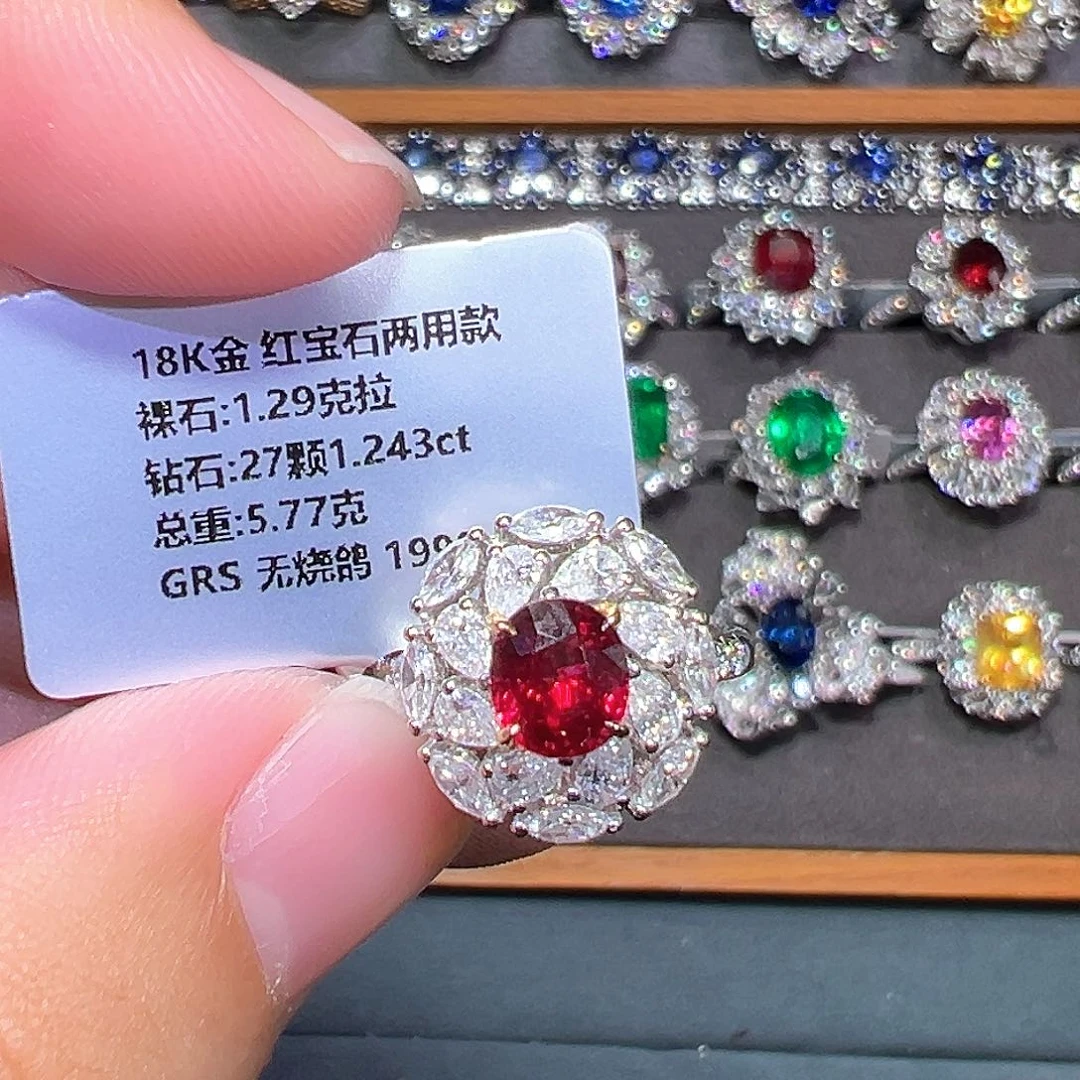 18K金 红宝石两用款
裸石:1.29克拉
钻石:27颗1.243ct
总重:5.77克
GRS 无烧鸽 199